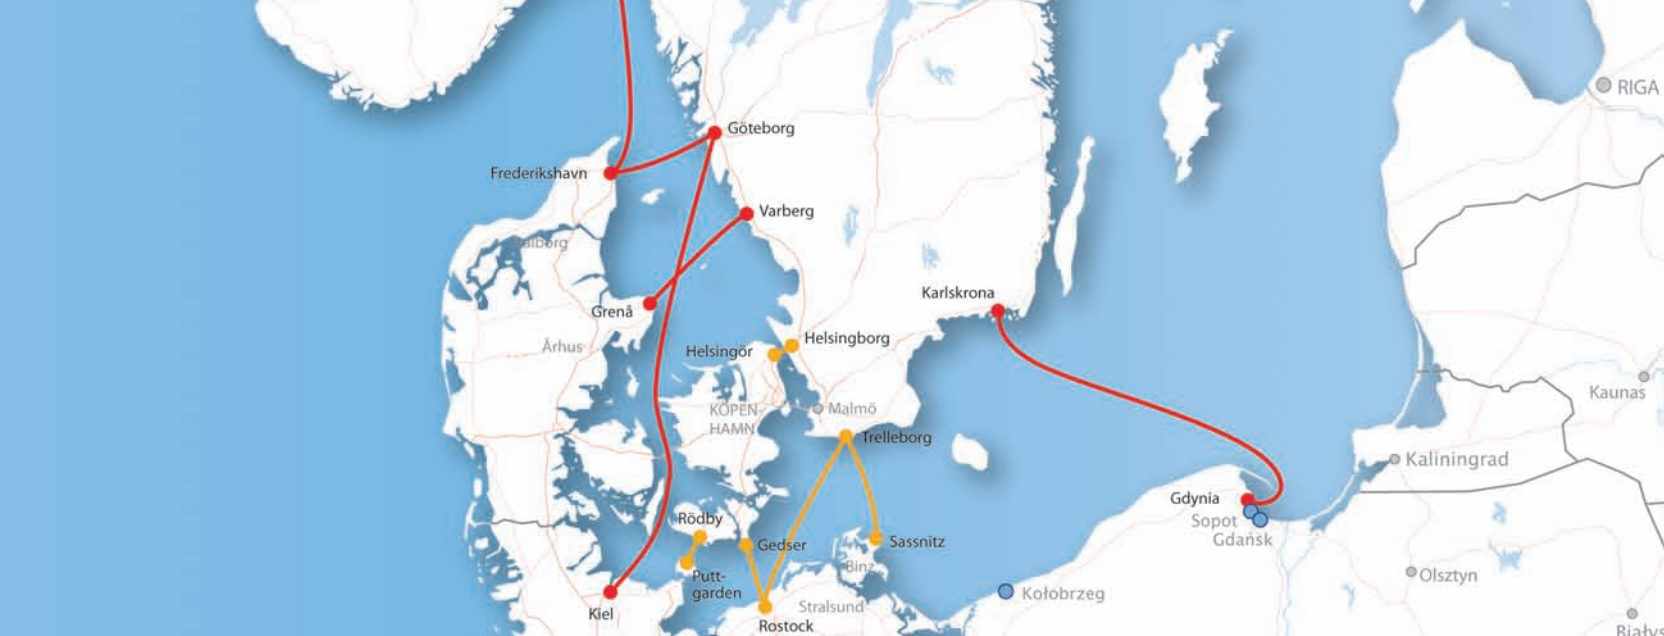 RIGA
Göteborg
Frederikshavn
Varberg
Karlskrona
Grenå
Århus
Helsingborg
Helsingör
Kaunas
KÖPEN-
HAMN
Malmö
Trelleborg
Kaliningrad
Gdynia
Sopot
Gdańsk
Rödby
Gedser
Sassnitz
Binz
Putt-
garden
Olsztyn
Kołobrzeg
Stralsund
Kiel
Rostock